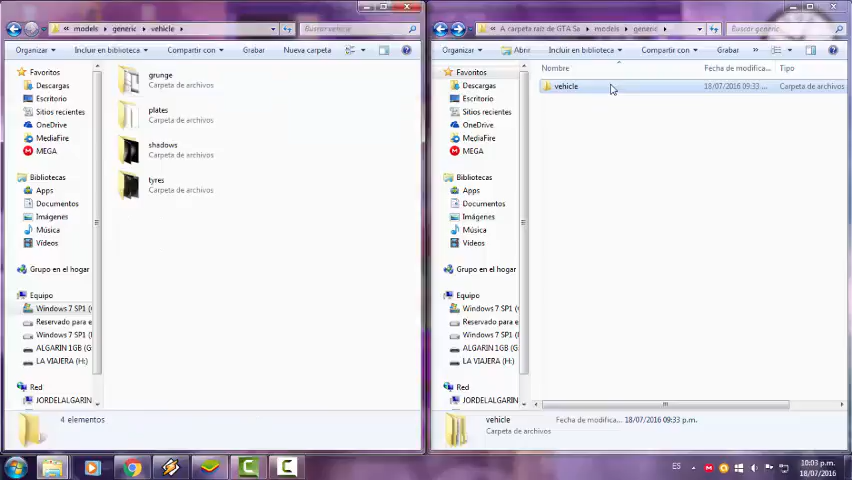 models ▸ generic ▸ vehicle ▸
Buscar vehicle
Organizar
Incluir en biblioteca
Compartir con
Grabar
Nueva carpeta
Favoritos
Descargas
Escritorio
Sitios recientes
OneDrive
MediaFire
MEGA
Bibliotecas
Apps
Documentos
Imágenes
Música
Vídeos
Grupo en el hogar
Equipo
Windows 7 SP1 (
Reservado para e
Windows 7 SP1 (
ALGARIN 1GB (G
LA VIAJERA (H:)
Red
JORDELALGARIN
grunge
Carpeta de archivos
plates
Carpeta de archivos
shadows
Carpeta de archivos
tyres
Carpeta de archivos
4 elementos
A carpeta raiz de GTA Sa ▸ models ▸ generic ▸
Buscar generic
Organizar
Abrir
Incluir en biblioteca
Compartir con
Grabar
»
Favoritos
Descargas
Escritorio
Sitios recientes
OneDrive
MediaFire
MEGA
Bibliotecas
Apps
Documentos
Imágenes
Música
Vídeos
Grupo en el hogar
Equipo
Windows 7 SP1 (
Reservado para e
Windows 7 SP1 (
ALGARIN 1GB (G
LA VIAJERA (H:)
Red
JORDELALGARIN
Nombre
Fecha de modifica...
Tipo
vehicle
18/07/2016 09:33 ...
Carpeta de archivos
vehicle
Fecha de modifica... 18/07/2016 09:33 p.m.
Carpeta de archivos
ES
10:03 p.m.
18/07/2016